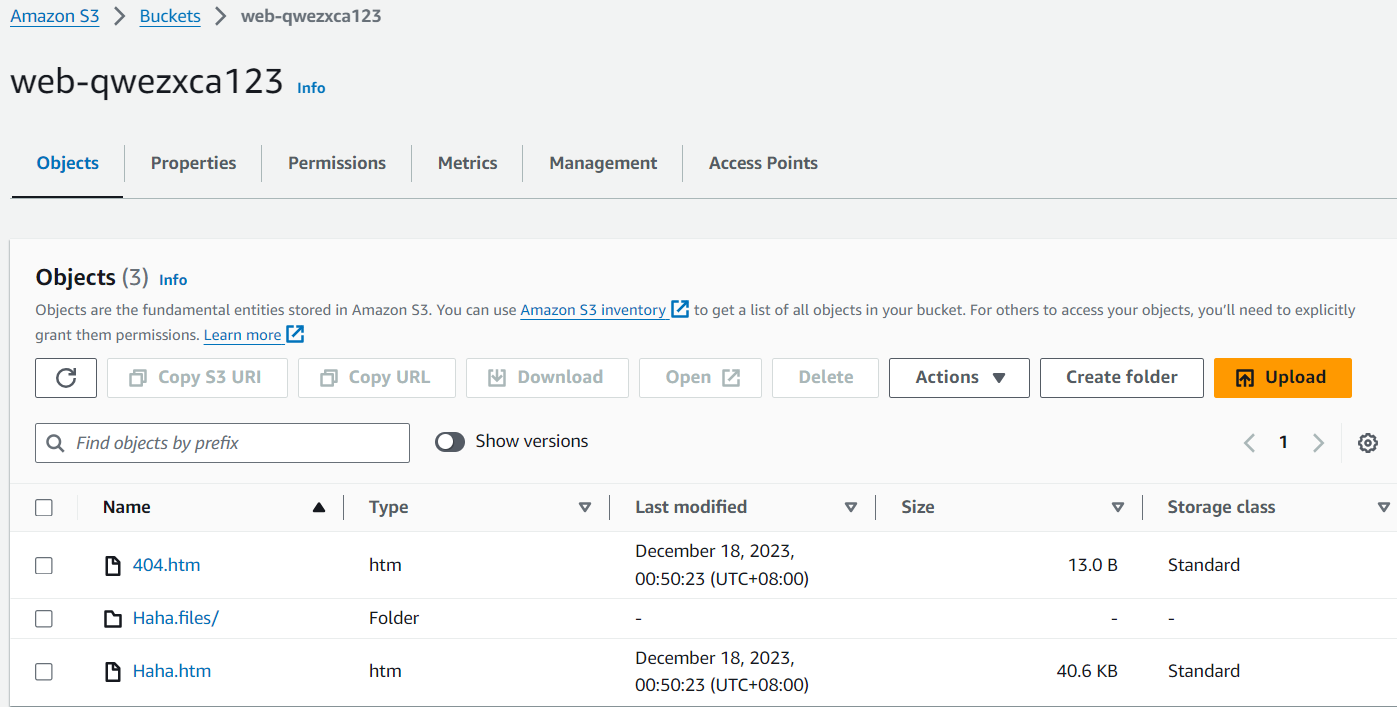 Amazon S3 > Buckets > web-qwezxca123
web-qwezxca123 Info
Objects Properties Permissions Metrics Management Access Points
Objects (3) Info
Objects are the fundamental entities stored in Amazon S3. You can use Amazon S3 inventory to get a list of all objects in your bucket. For others to access your objects, you'll need to explicitly
grant them permissions. Learn more
Copy S3 URI Copy URL Download Open Delete Actions Create folder Upload
Find objects by prefix Show versions 1
Name Type Last modified Size Storage class
404.htm htm December 18, 2023, 00:50:23 (UTC+08:00) 13.0 B Standard
Haha.files/ Folder - - -
Haha.htm htm December 18, 2023, 00:50:23 (UTC+08:00) 40.6 KB Standard